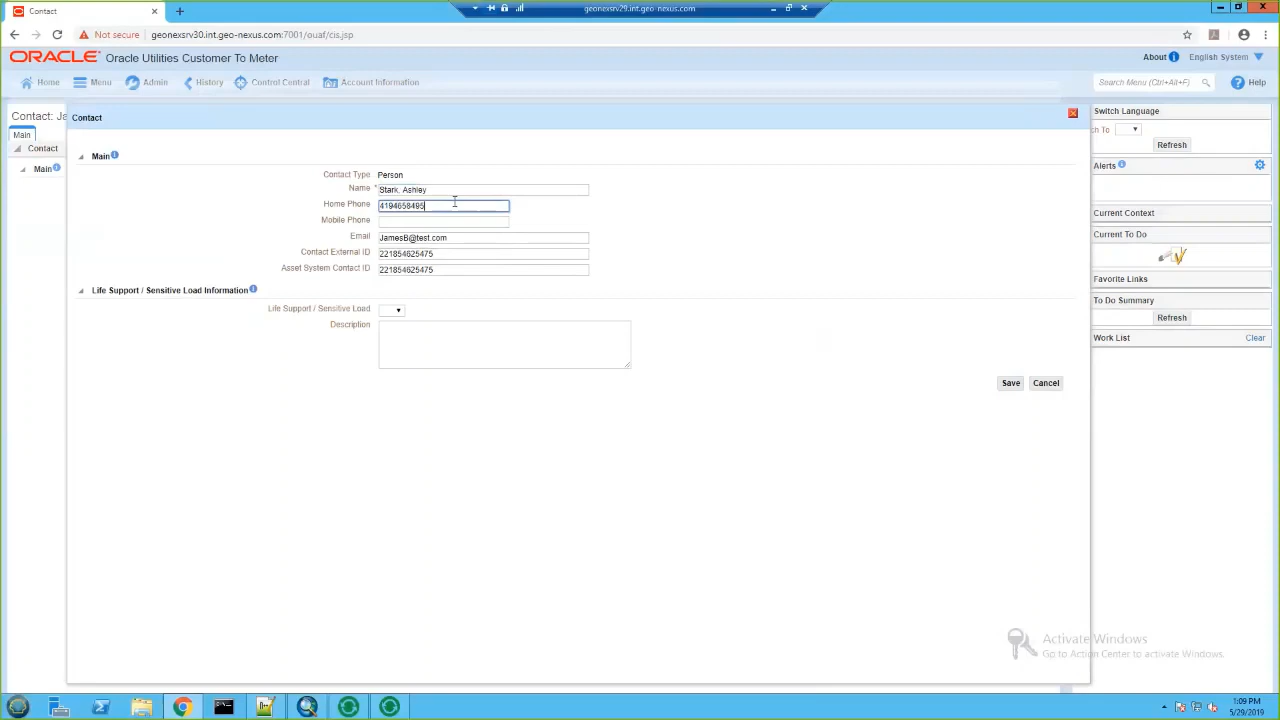 Contact
geonexsrv29.int.geo-nexus.com
Not secure geonexsrv30.int.geo-nexus.com:7001/ouaf/cis.jsp
ORACLE Oracle Utilities Customer To Meter
About English System
Home Menu Admin History Control Central Account Information
Search Menu (Ctrl+Alt+F) Help
Contact: Ja
Main
Contact
Main
Contact
Main
Contact Type Person
Name * Stark, Ashley
Home Phone 4194658495
Mobile Phone
Email JamesB@test.com
Contact External ID 221854625475
Asset System Contact ID 221854625475
Life Support / Sensitive Load Information
Life Support / Sensitive Load
Description
Save Cancel
Switch Language
ch To
Refresh
Alerts
Current Context
Current To Do
Favorite Links
To Do Summary
Refresh
Work List Clear
Activate Windows
Go to Action Center to activate Windows.
1:09 PM
5/29/2019